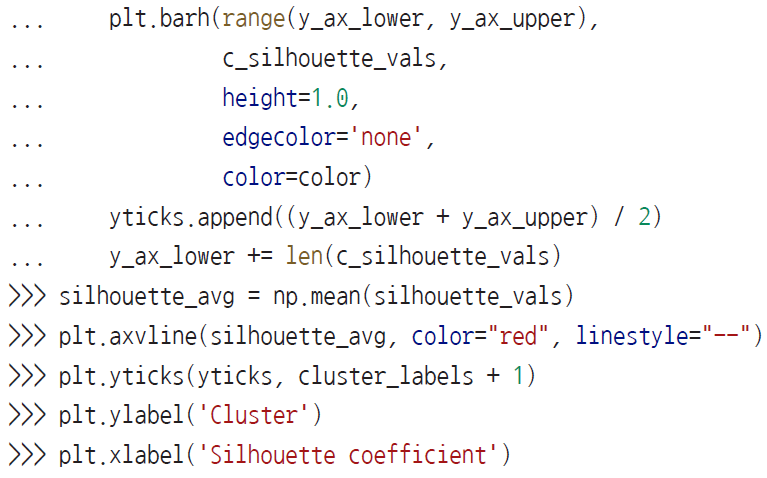 ...     plt.barh(range(y_ax_lower, y_ax_upper),
...              c_silhouette_vals,
...              height=1.0,
...              edgecolor='none',
...              color=color)
...     yticks.append((y_ax_lower + y_ax_upper) / 2)
...     y_ax_lower += len(c_silhouette_vals)
>>> silhouette_avg = np.mean(silhouette_vals)
>>> plt.axvline(silhouette_avg, color="red", linestyle="--")
>>> plt.yticks(yticks, cluster_labels + 1)
>>> plt.ylabel('Cluster')
>>> plt.xlabel('Silhouette coefficient')